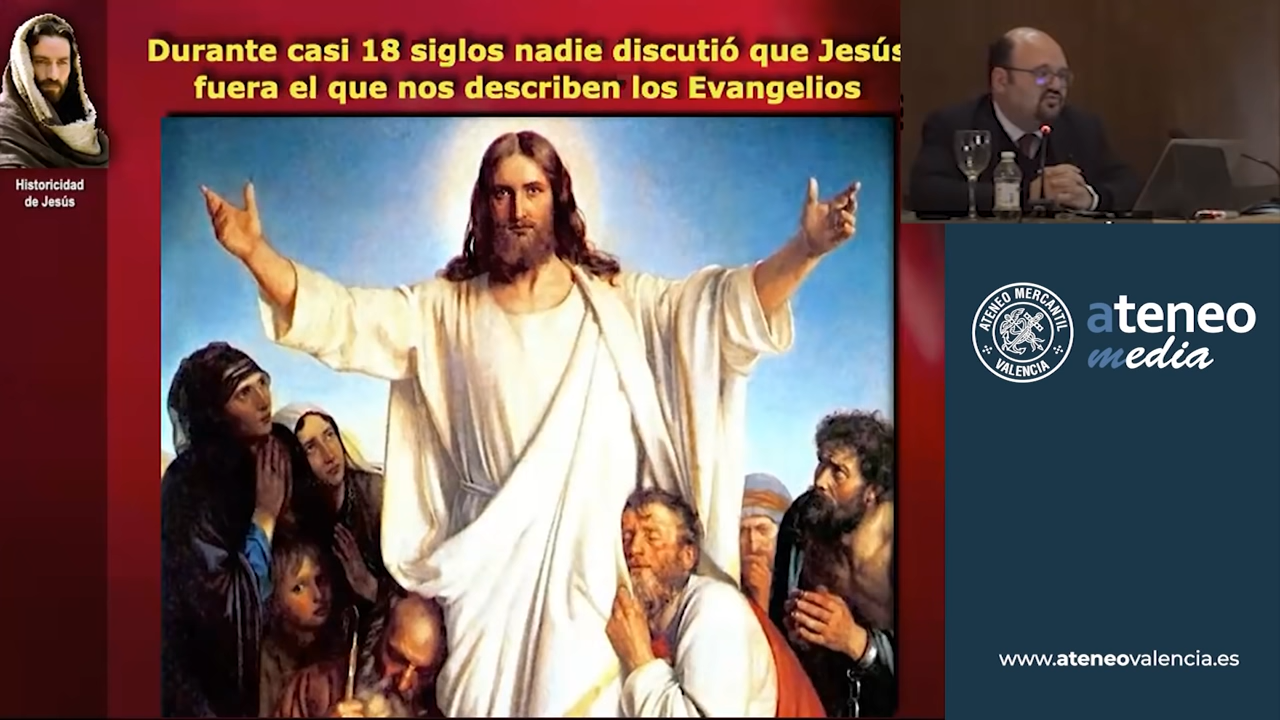 Durante casi 18 siglos nadie discutió que Jesús
fuera el que nos describen los Evangelios
Historicidad
de Jesús
ATENEO MERCANTIL
VALENCIA
ateneo
media
www.ateneovalencia.es